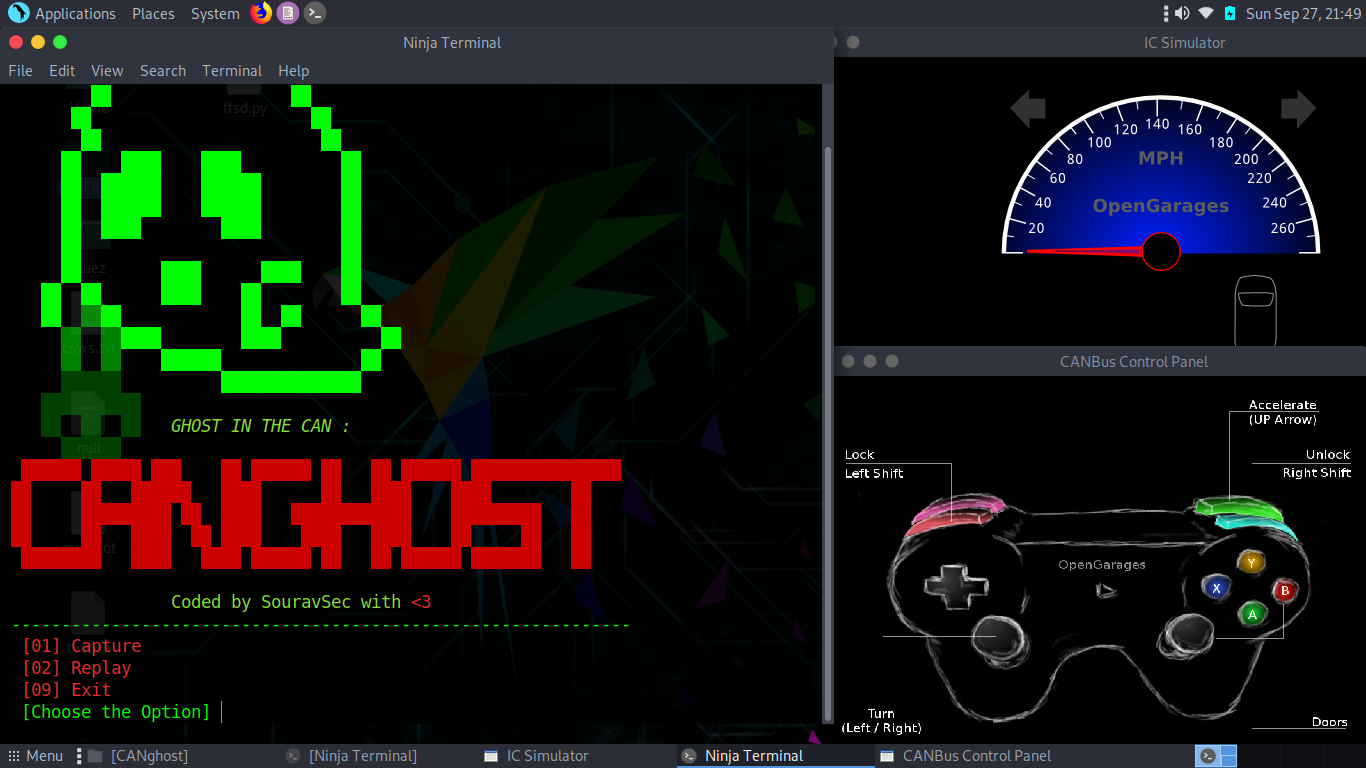 Applications Places System
Sun Sep 27, 21:49
Ninja Terminal
File Edit View Search Terminal Help
ffsd.py
csws.txt
null
GHOST IN THE CAN :
CANGHOST
Coded by SouravSec with <3
---------------------------------------------------------------
[01] Capture
[02] Replay
[09] Exit
[Choose the Option]
IC Simulator
20 40 60 80 100 120 140 160 180 200 220 240 260
MPH
OpenGarages
CANBus Control Panel
Accelerate
(UP Arrow)
Lock
Left Shift
Unlock
Right Shift
OpenGarages
Y
X
B
A
Turn
(Left / Right)
Doors
Menu [CANghost] [Ninja Terminal] IC Simulator Ninja Terminal CANBus Control Panel